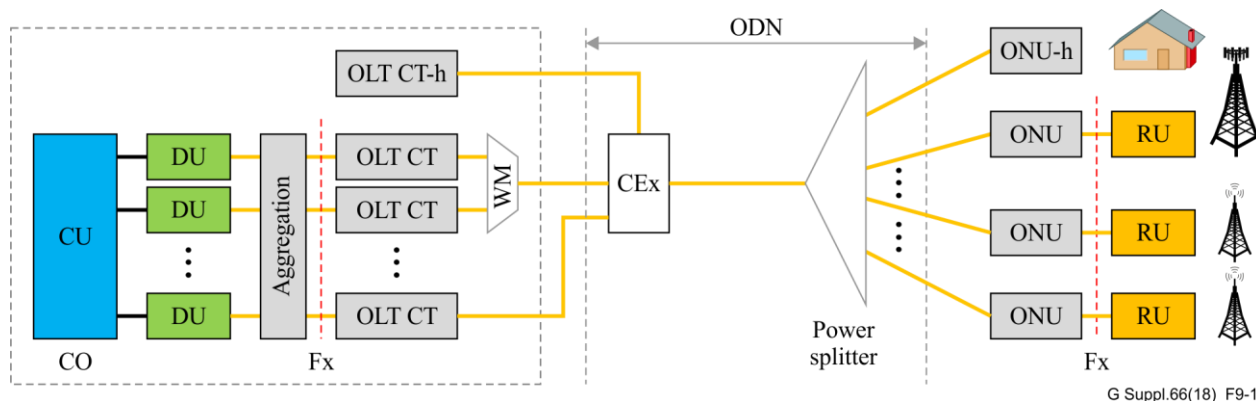 ODN
OLT CT-h
ONU-h
DU
OLT CT
ONU
RU
CU
Aggregation
WM
CEx
DU
OLT CT
ONU
RU
DU
OLT CT
ONU
RU
CO
Fx
Power
splitter
Fx
G Suppl.66(18)_F9-1